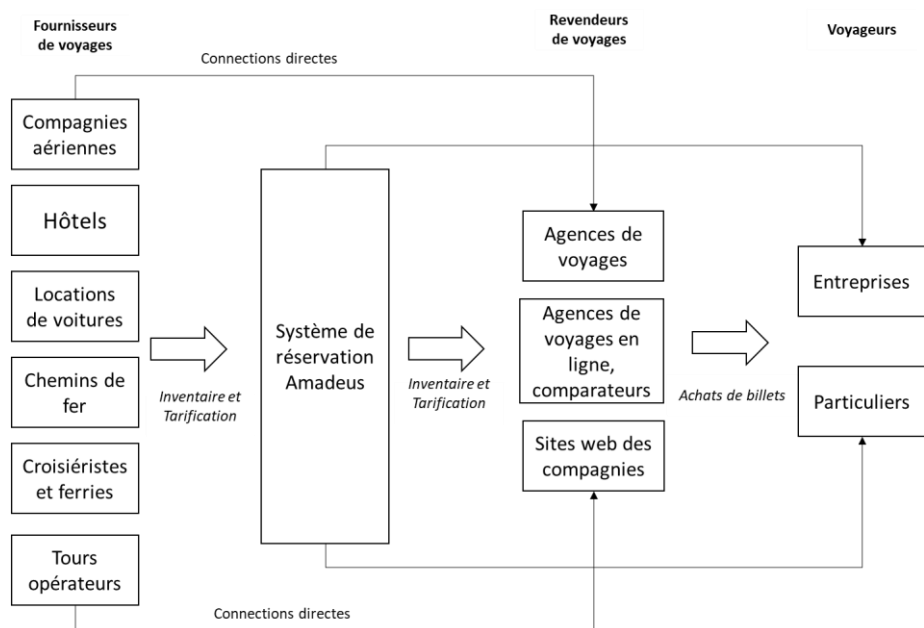 Fournisseurs
de voyages
Revendeurs
de voyages
Voyageurs
Connections directes
Compagnies
aériennes
Hôtels
Locations
de voitures
Chemins de
fer
Croisiéristes
et ferries
Tours
opérateurs
Inventaire et
Tarification
Système de
réservation
Amadeus
Inventaire et
Tarification
Agences de
voyages
Agences de
voyages en
ligne,
comparateurs
Sites web des
compagnies
Achats de billets
Entreprises
Particuliers
Connections directes